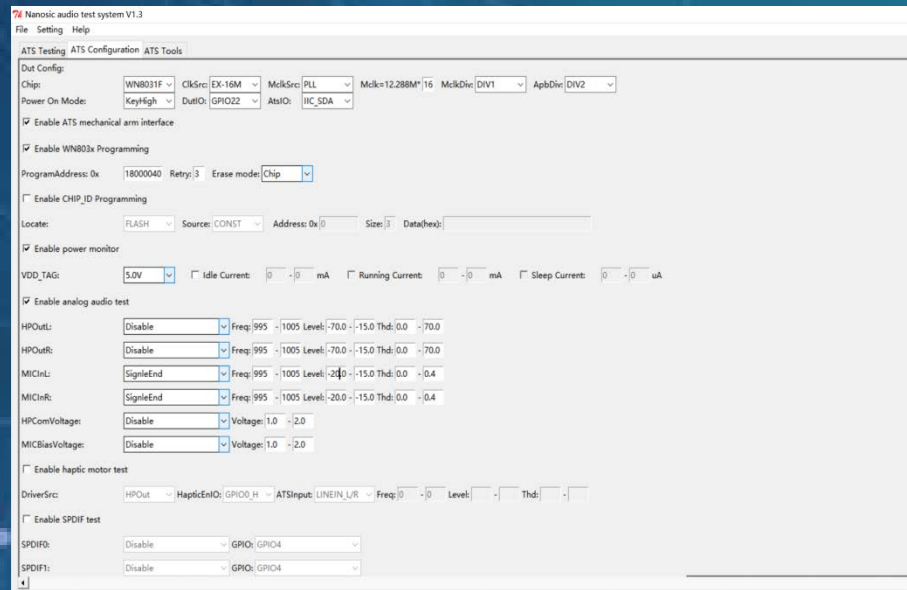 Nanosic audio test system V1.3
File Setting Help
ATS Testing ATS Configuration ATS Tools
Dut Config:
Chip: WN8031F ClkSrc: EX-16M MclkSrc: PLL Mclk=12.288M* 16 MclkDiv: DIV1 ApbDiv: DIV2
Power On Mode: KeyHigh DutIO: GPIO22 AtsIO: IIC_SDA
Enable ATS mechanical arm interface
Enable WN803x Programming
ProgramAddress: 0x 18000040 Retry: 3 Erase mode: Chip
Enable CHIP_ID Programming
Locate: FLASH Source: CONST Address: 0x 0 Size: 3 Data(hex):
Enable power monitor
VDD_TAG: 5.0V Idle Current: 0 - 0 mA Running Current: 0 - 0 mA Sleep Current: 0 - 0 uA
Enable analog audio test
HPOutL: Disable Freq: 995 - 1005 Level: -70.0 - -15.0 Thd: 0.0 - 70.0
HPOutR: Disable Freq: 995 - 1005 Level: -70.0 - -15.0 Thd: 0.0 - 70.0
MICInL: SignleEnd Freq: 995 - 1005 Level: -20.0 - -15.0 Thd: 0.0 - 0.4
MICInR: SignleEnd Freq: 995 - 1005 Level: -20.0 - -15.0 Thd: 0.0 - 0.4
HPComVoltage: Disable Voltage: 1.0 - 2.0
MICBiasVoltage: Disable Voltage: 1.0 - 2.0
Enable haptic motor test
DriverSrc: HPOut HapticEnIO: GPIO0_H ATSInput: LINEIN_L/R Freq: 0 - 0 Level: - Thd: -
Enable SPDIF test
SPDIF0: Disable GPIO: GPIO4
SPDIF1: Disable GPIO: GPIO4